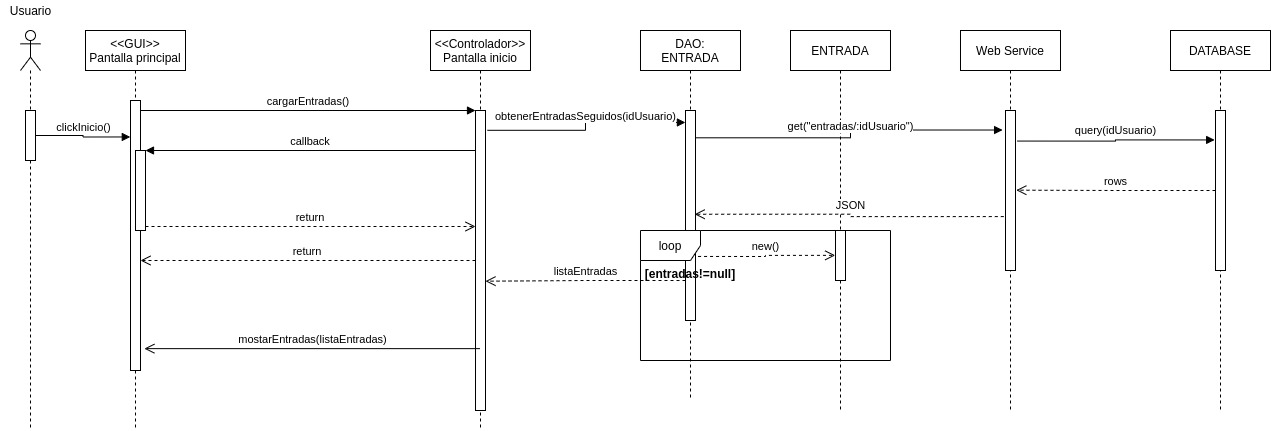 Usuario
<<GUI>>
Pantalla principal
<<Controlador>>
Pantalla inicio
DAO:
ENTRADA
ENTRADA
Web Service
DATABASE
cargarEntradas()
obtenerEntradasSeguidos(idUsuario)
clickInicio()
get("entradas/:idUsuario")
query(idUsuario)
callback
rows
JSON
return
loop
new()
return
listaEntradas
[entradas!=null]
mostarEntradas(listaEntradas)